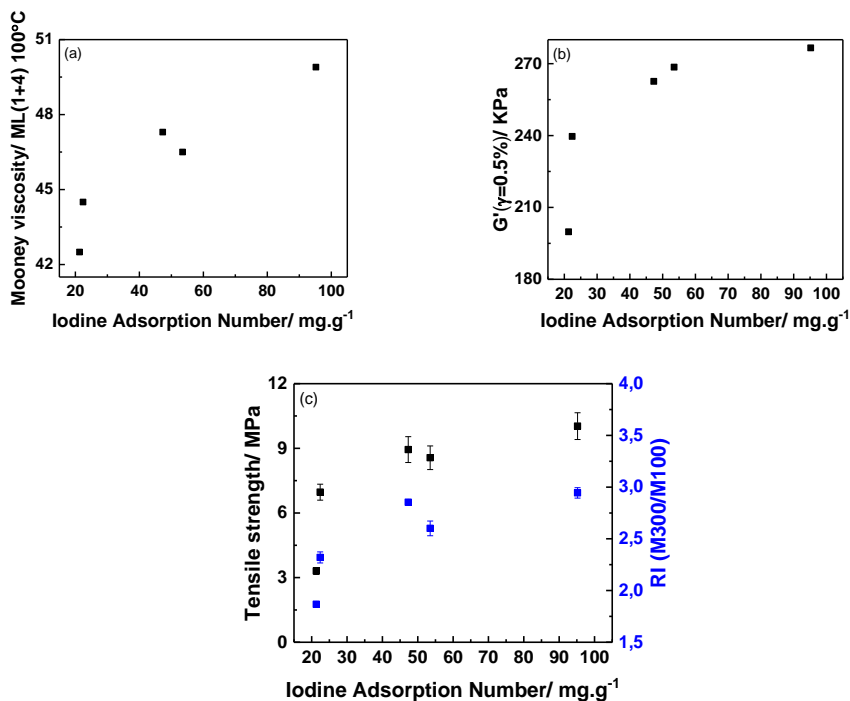 (a)
51
48
45
42
Mooney viscosity/ ML(1+4) 100°C
20 40 60 80 100
Iodine Adsorption Number/ mg.g-1
(b)
270
240
210
180
G'(γ=0.5%)/ KPa
10 20 30 40 50 60 70 80 90 100
Iodine Adsorption Number/ mg.g-1
(c)
12
9
6
3
0
Tensile strength/ MPa
4,0
3,5
3,0
2,5
2,0
1,5
RI (M300/M100)
20 30 40 50 60 70 80 90 100
Iodine Adsorption Number/ mg.g-1